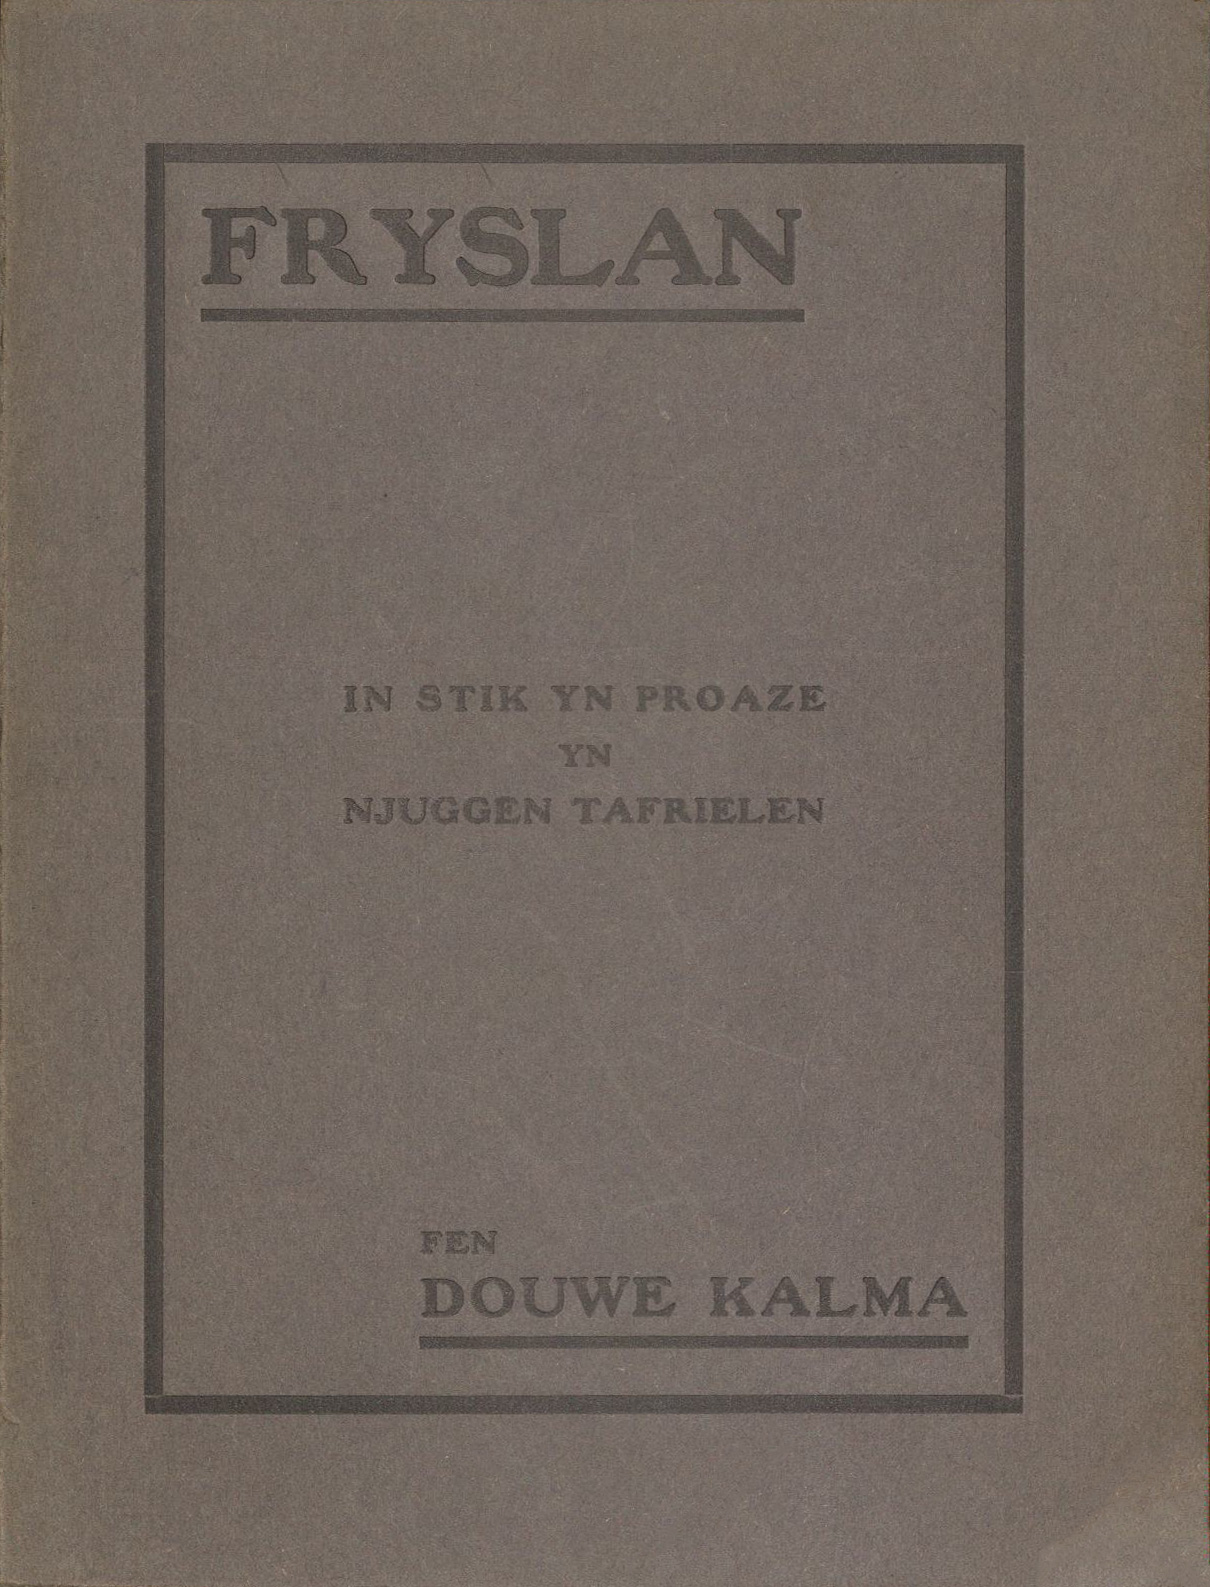 FRYSLAN
IN STIK YN PROAZE
YN
NJUGGEN TAFRIELEN
FEN
DOUWE KALMA